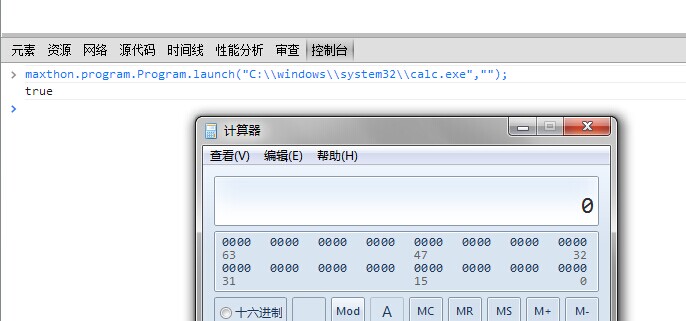 元素 资源 网络 源代码 时间线 性能分析 审查 控制台
> maxthon.program.Program.launch("C:\\windows\\system32\\calc.exe","");
true
>
计算器
查看(V) 编辑(E) 帮助(H)
0
0000 0000 0000 0000 0000 0000 0000 0000
63 47 32
0000 0000 0000 0000 0000 0000 0000 0000
31 15 0
十六进制 Mod A MC MR MS M+ M-